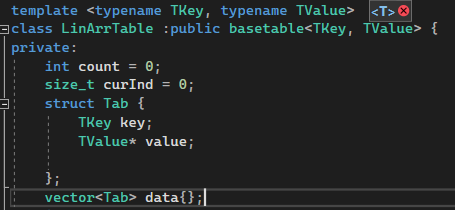 template <typename TKey, typename TValue> <T>
class LinArrTable :public basetable<TKey, TValue> {
private:
    int count = 0;
    size_t curInd = 0;
    struct Tab {
        TKey key;
        TValue* value;

    };
    vector<Tab> data{};